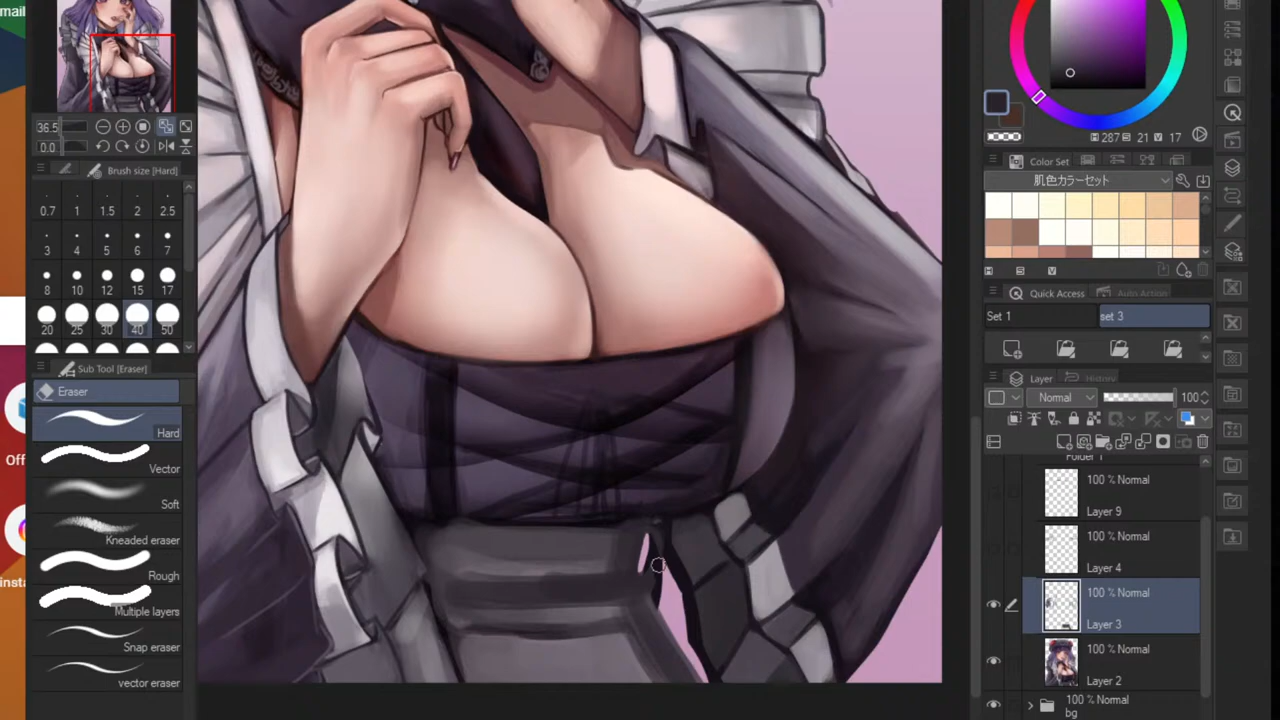 mail
Off
insta
36.5
0.0
Brush size [Hard]
0.7 1 1.5 2 2.5
3 4 5 6 7
8 10 12 15 17
20 25 30 40 50
Sub Tool [Eraser]
Eraser
Hard
Vector
Soft
Kneaded eraser
Rough
Multiple layers
Snap eraser
vector eraser
H 287 S 21 V 17
Color Set
肌色カラーセット
H S V
Quick Access Auto Action
Set 1 set 3
Layer History
Normal 100
Folder 1
100 % Normal
Layer 9
100 % Normal
Layer 4
100 % Normal
Layer 3
100 % Normal
Layer 2
100 % Normal
bg